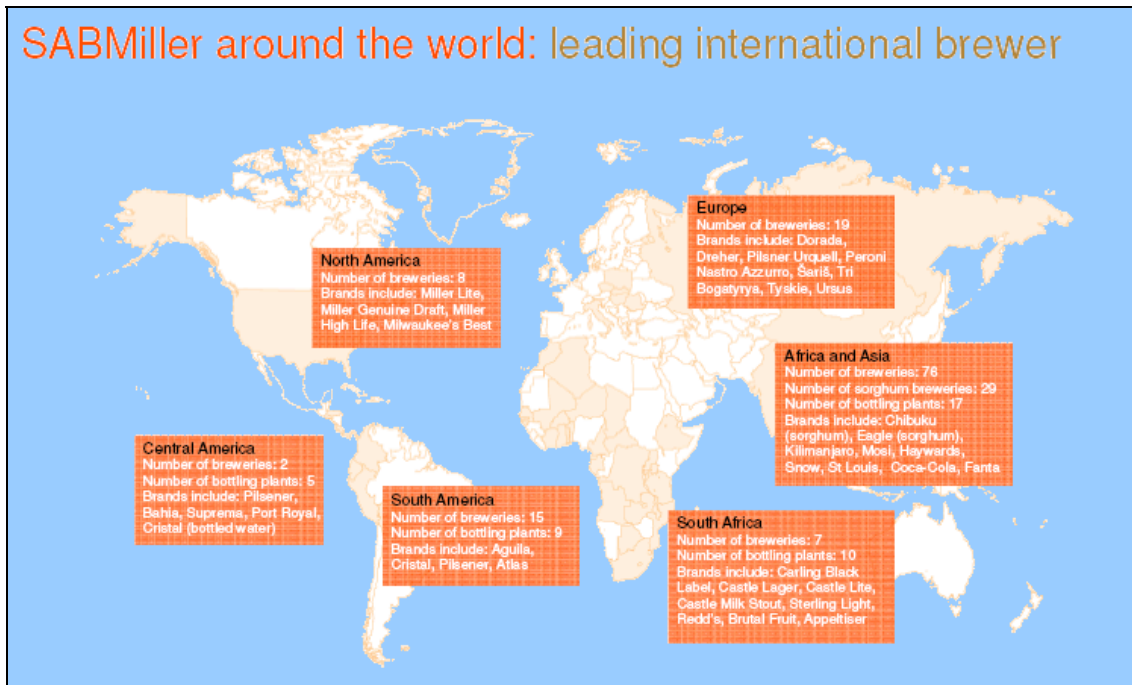 SABMiller around the world: leading international brewer
Europe
Number of breweries: 19
Brands include: Dorada,
Dreher, Pilsner Urquell, Peroni
Nastro Azzurro, Šariš, Tri
Bogatyrya, Tyskie, Ursus
North America
Number of breweries: 8
Brands include: Miller Lite,
Miller Genuine Draft, Miller
High Life, Milwaukee's Best
Africa and Asia
Number of breweries: 76
Number of sorghum breweries: 29
Number of bottling plants: 17
Brands include: Chibuku
(sorghum), Eagle (sorghum),
Kilimanjaro, Mosi, Haywards,
Snow, St Louis, Coca-Cola, Fanta
Central America
Number of breweries: 2
Number of bottling plants: 5
Brands include: Pilsener,
Bahia, Suprema, Port Royal,
Cristal (bottled water)
South America
Number of breweries: 15
Number of bottling plants: 9
Brands include: Aguila,
Cristal, Pilsener, Atlas
South Africa
Number of breweries: 7
Number of bottling plants: 10
Brands include: Carling Black
Label, Castle Lager, Castle Lite,
Castle Milk Stout, Sterling Light,
Redd's, Brutal Fruit, Appeltiser